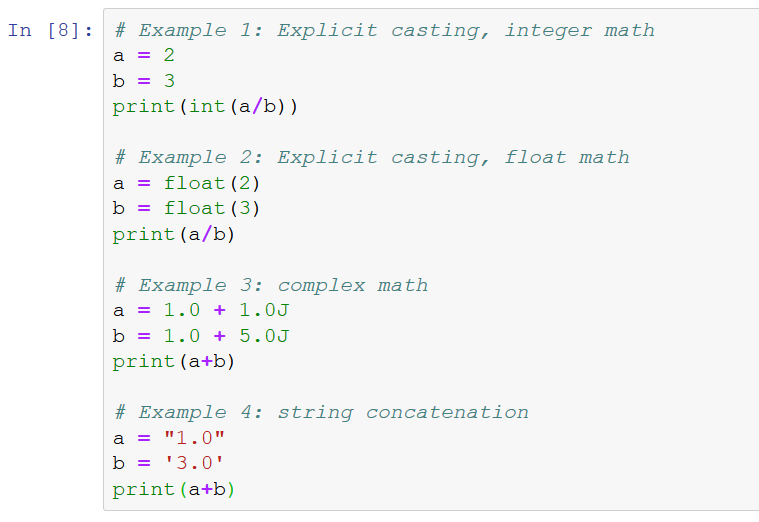 In [8]: # Example 1: Explicit casting, integer math
a = 2
b = 3
print(int(a/b))

# Example 2: Explicit casting, float math
a = float(2)
b = float(3)
print(a/b)

# Example 3: complex math
a = 1.0 + 1.0J
b = 1.0 + 5.0J
print(a+b)

# Example 4: string concatenation
a = "1.0"
b = '3.0'
print(a+b)